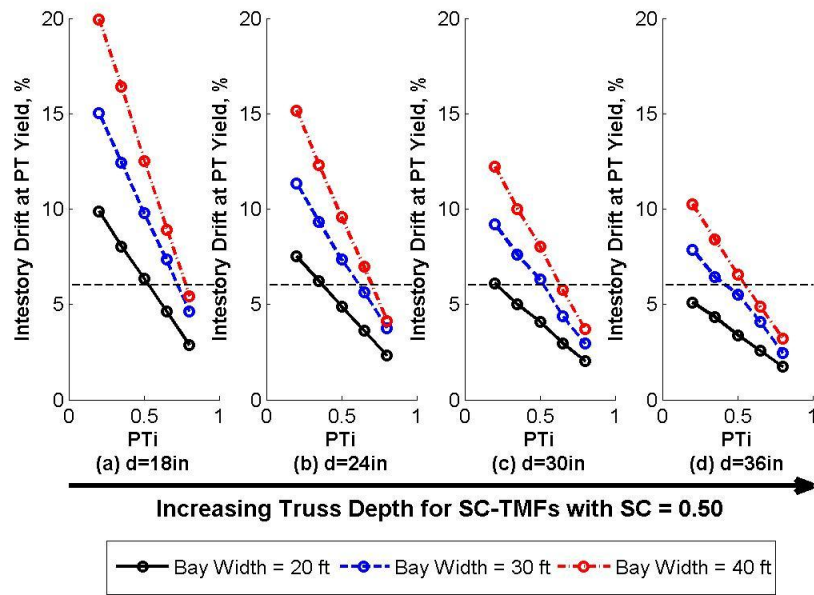 20
15
10
5
0
Intestory Drift at PT Yield, %
0 0.5 1
PTi
(a) d=18in
20
15
10
5
0
Intestory Drift at PT Yield, %
0 0.5 1
PTi
(b) d=24in
20
15
10
5
0
Intestory Drift at PT Yield, %
0 0.5 1
PTi
(c) d=30in
20
15
10
5
0
Intestory Drift at PT Yield, %
0 0.5 1
PTi
(d) d=36in
Increasing Truss Depth for SC-TMFs with SC = 0.50
Bay Width = 20 ft Bay Width = 30 ft Bay Width = 40 ft